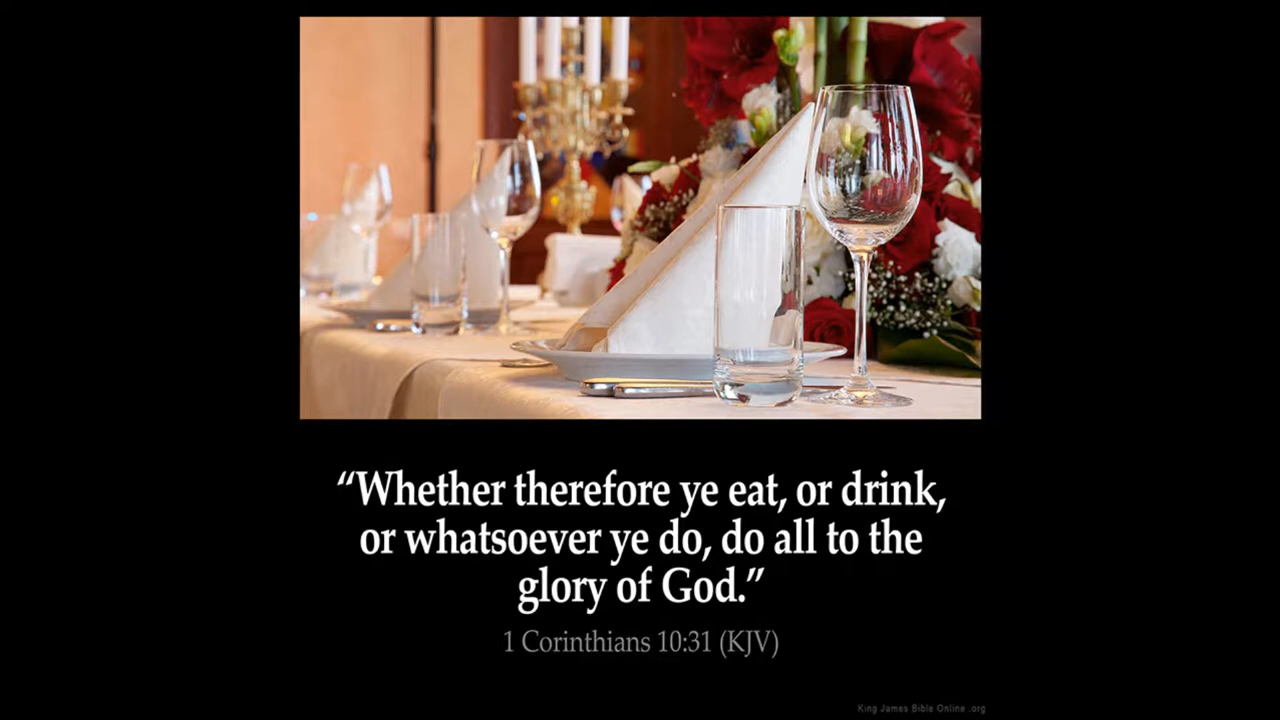 “Whether therefore ye eat, or drink,
or whatsoever ye do, do all to the
glory of God.”
1 Corinthians 10:31 (KJV)
King James Bible Online .org